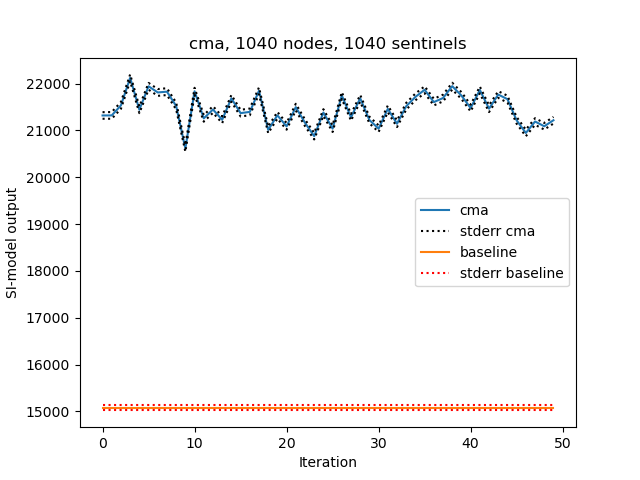 cma, 1040 nodes, 1040 sentinels
SI-model output
22000
21000
20000
19000
18000
17000
16000
15000
cma
stderr cma
baseline
stderr baseline
0 10 20 30 40 50
Iteration